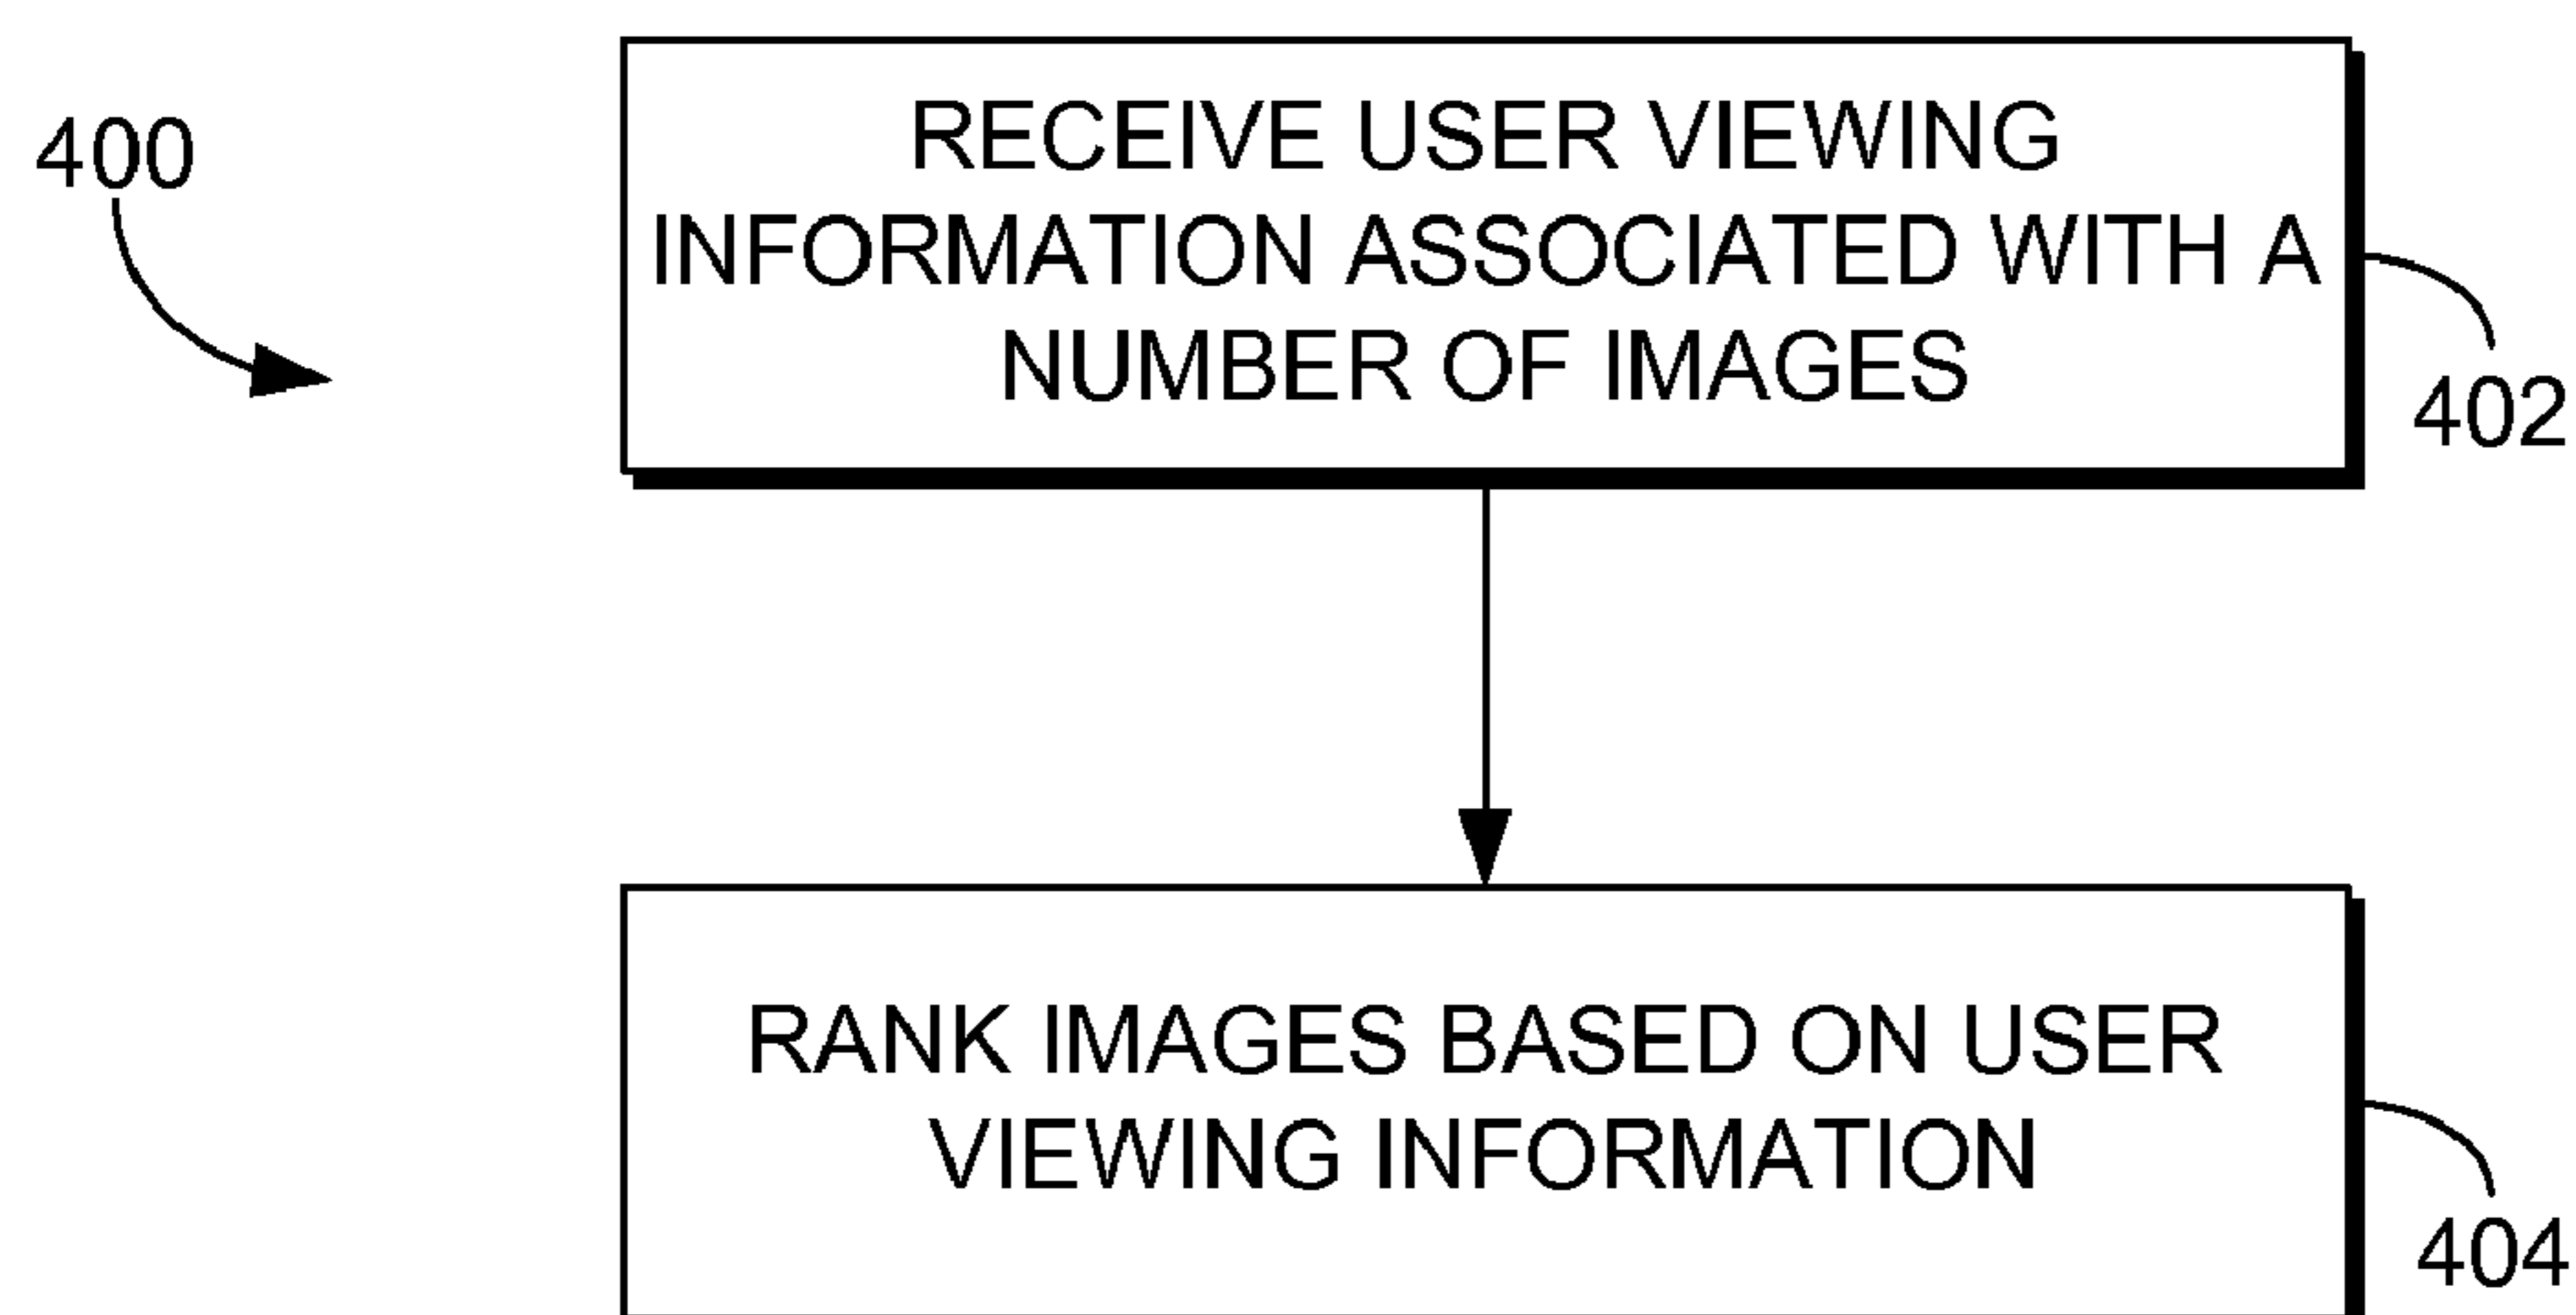 400
RECEIVE USER VIEWING
INFORMATION ASSOCIATED WITH A
NUMBER OF IMAGES
402
RANK IMAGES BASED ON USER
VIEWING INFORMATION
404